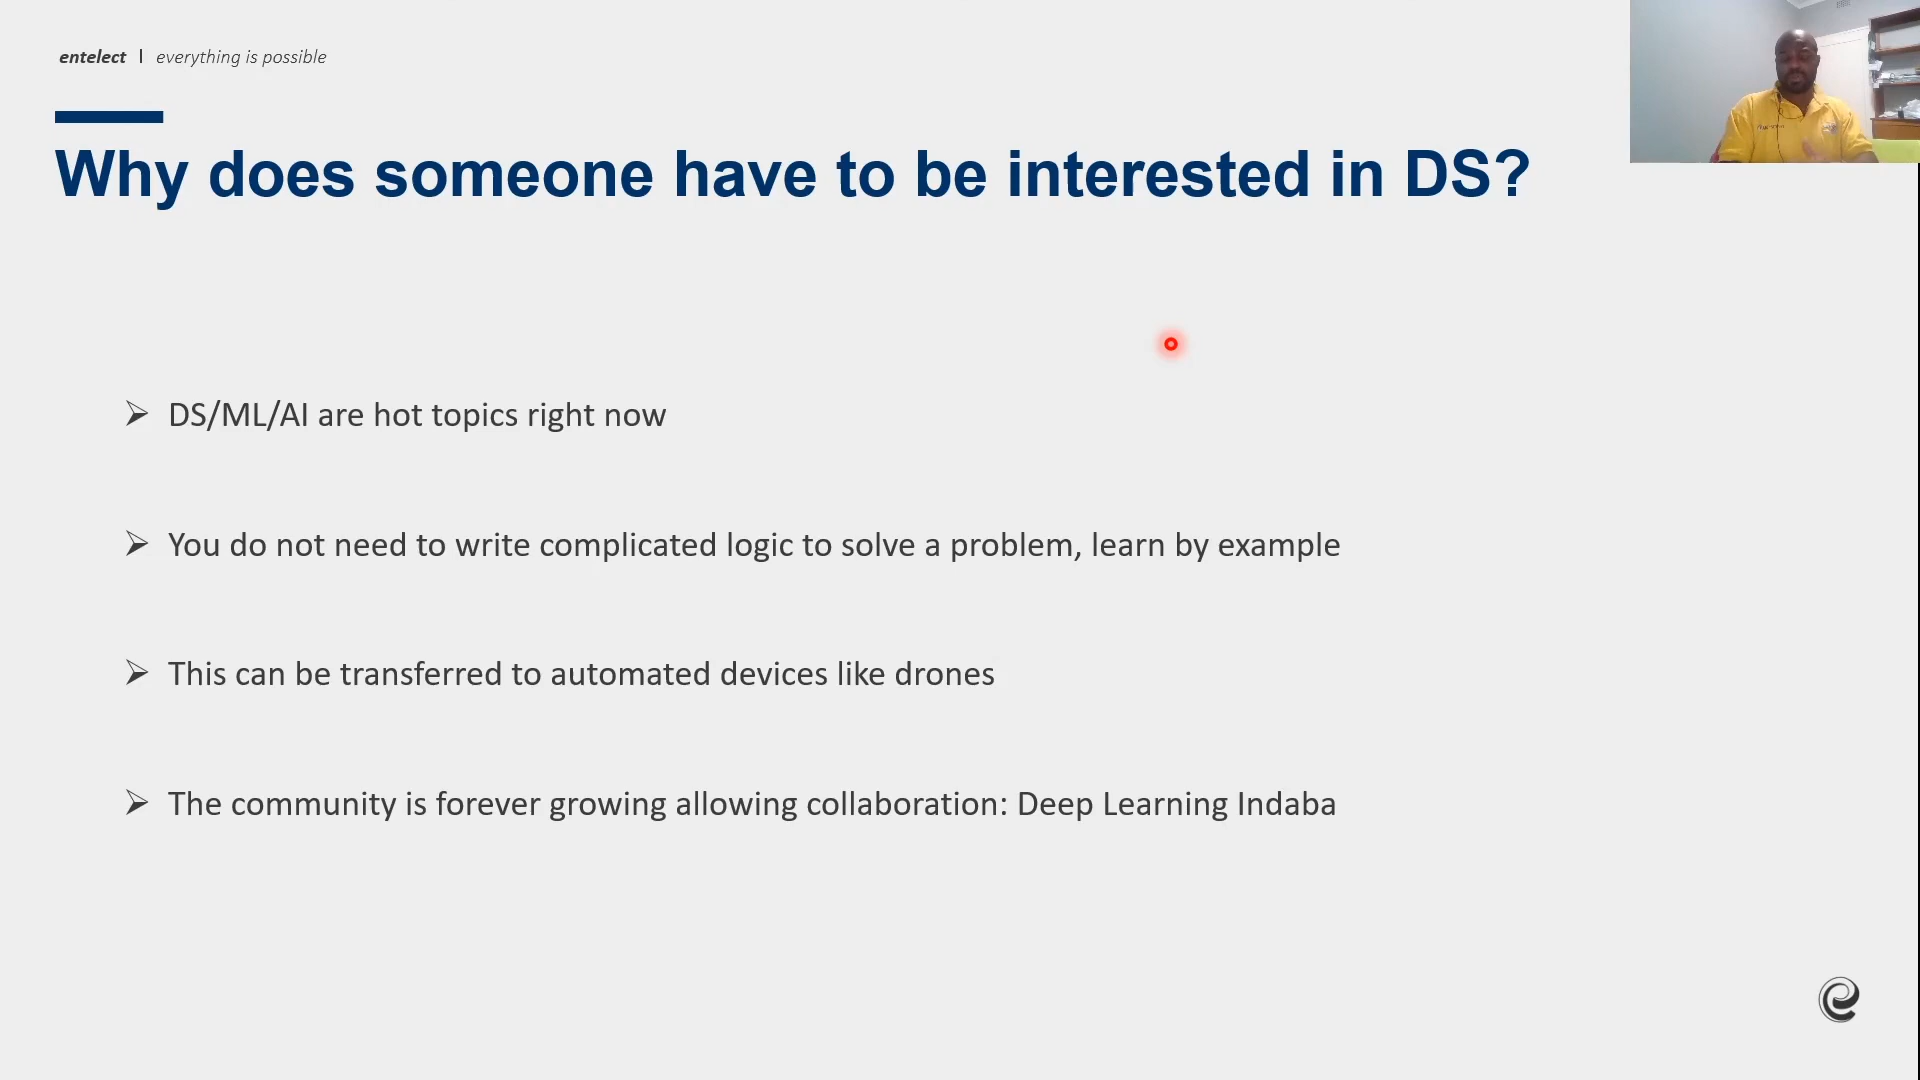 entelect | everything is possible
Why does someone have to be interested in DS?
DS/ML/AI are hot topics right now
You do not need to write complicated logic to solve a problem, learn by example
This can be transferred to automated devices like drones
The community is forever growing allowing collaboration: Deep Learning Indaba